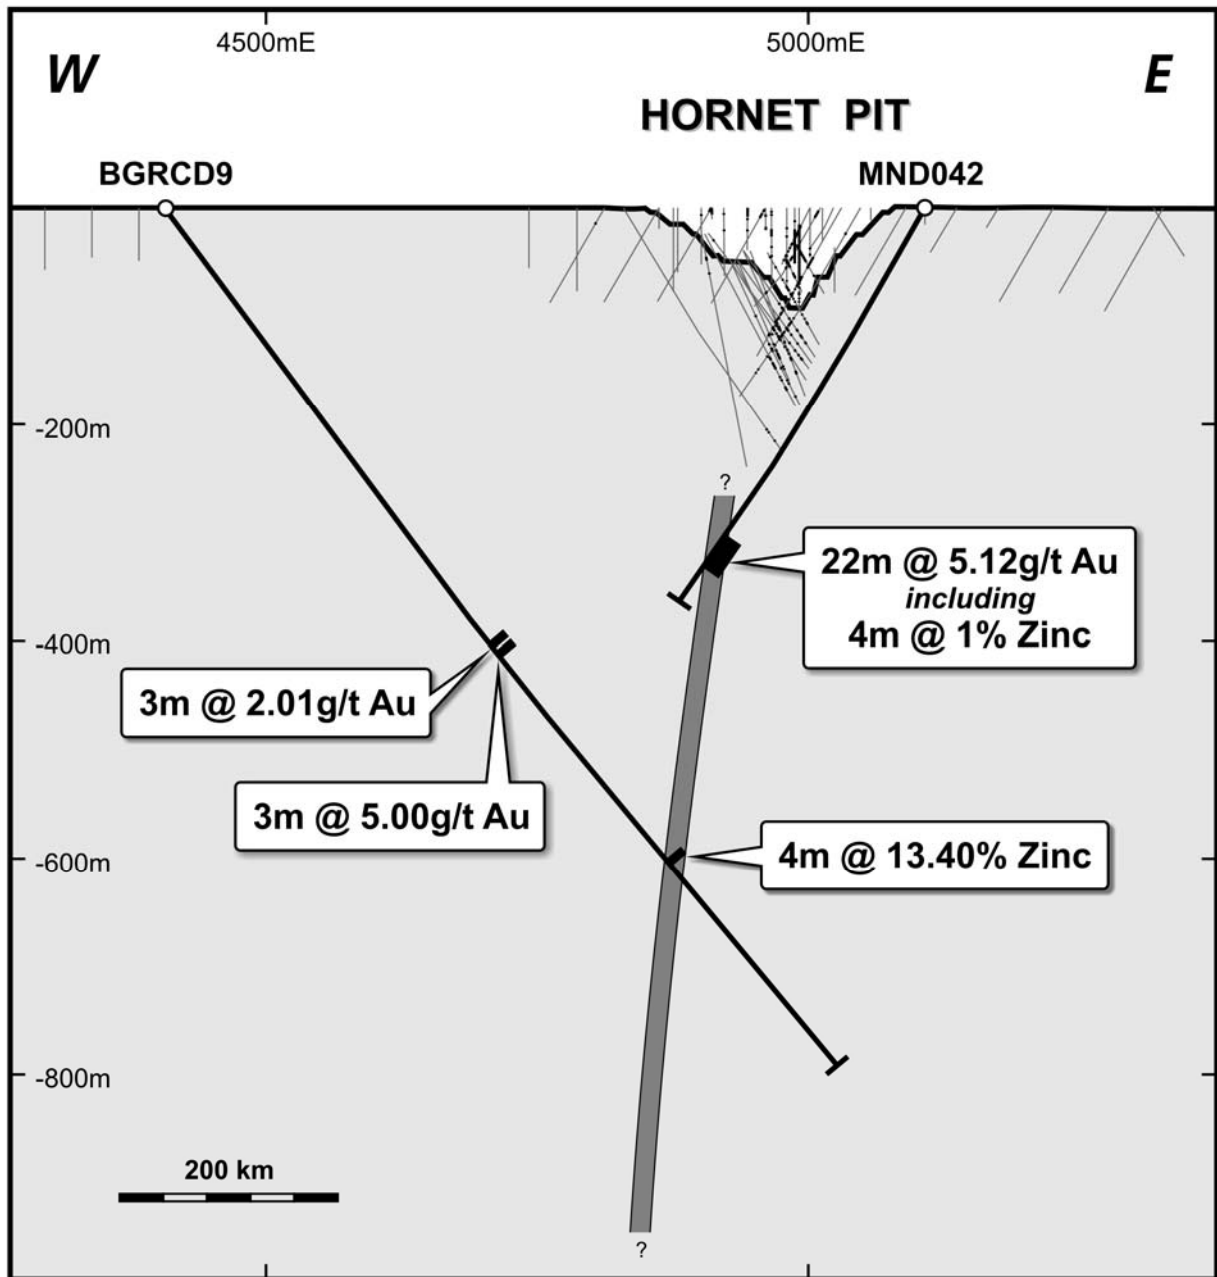 4500mE
5000mE
W
E
HORNET PIT
BGRCD9
MND042
-200m
?
22m @ 5.12g/t Au
including
4m @ 1% Zinc
-400m
3m @ 2.01g/t Au
3m @ 5.00g/t Au
4m @ 13.40% Zinc
-600m
-800m
200 km
?